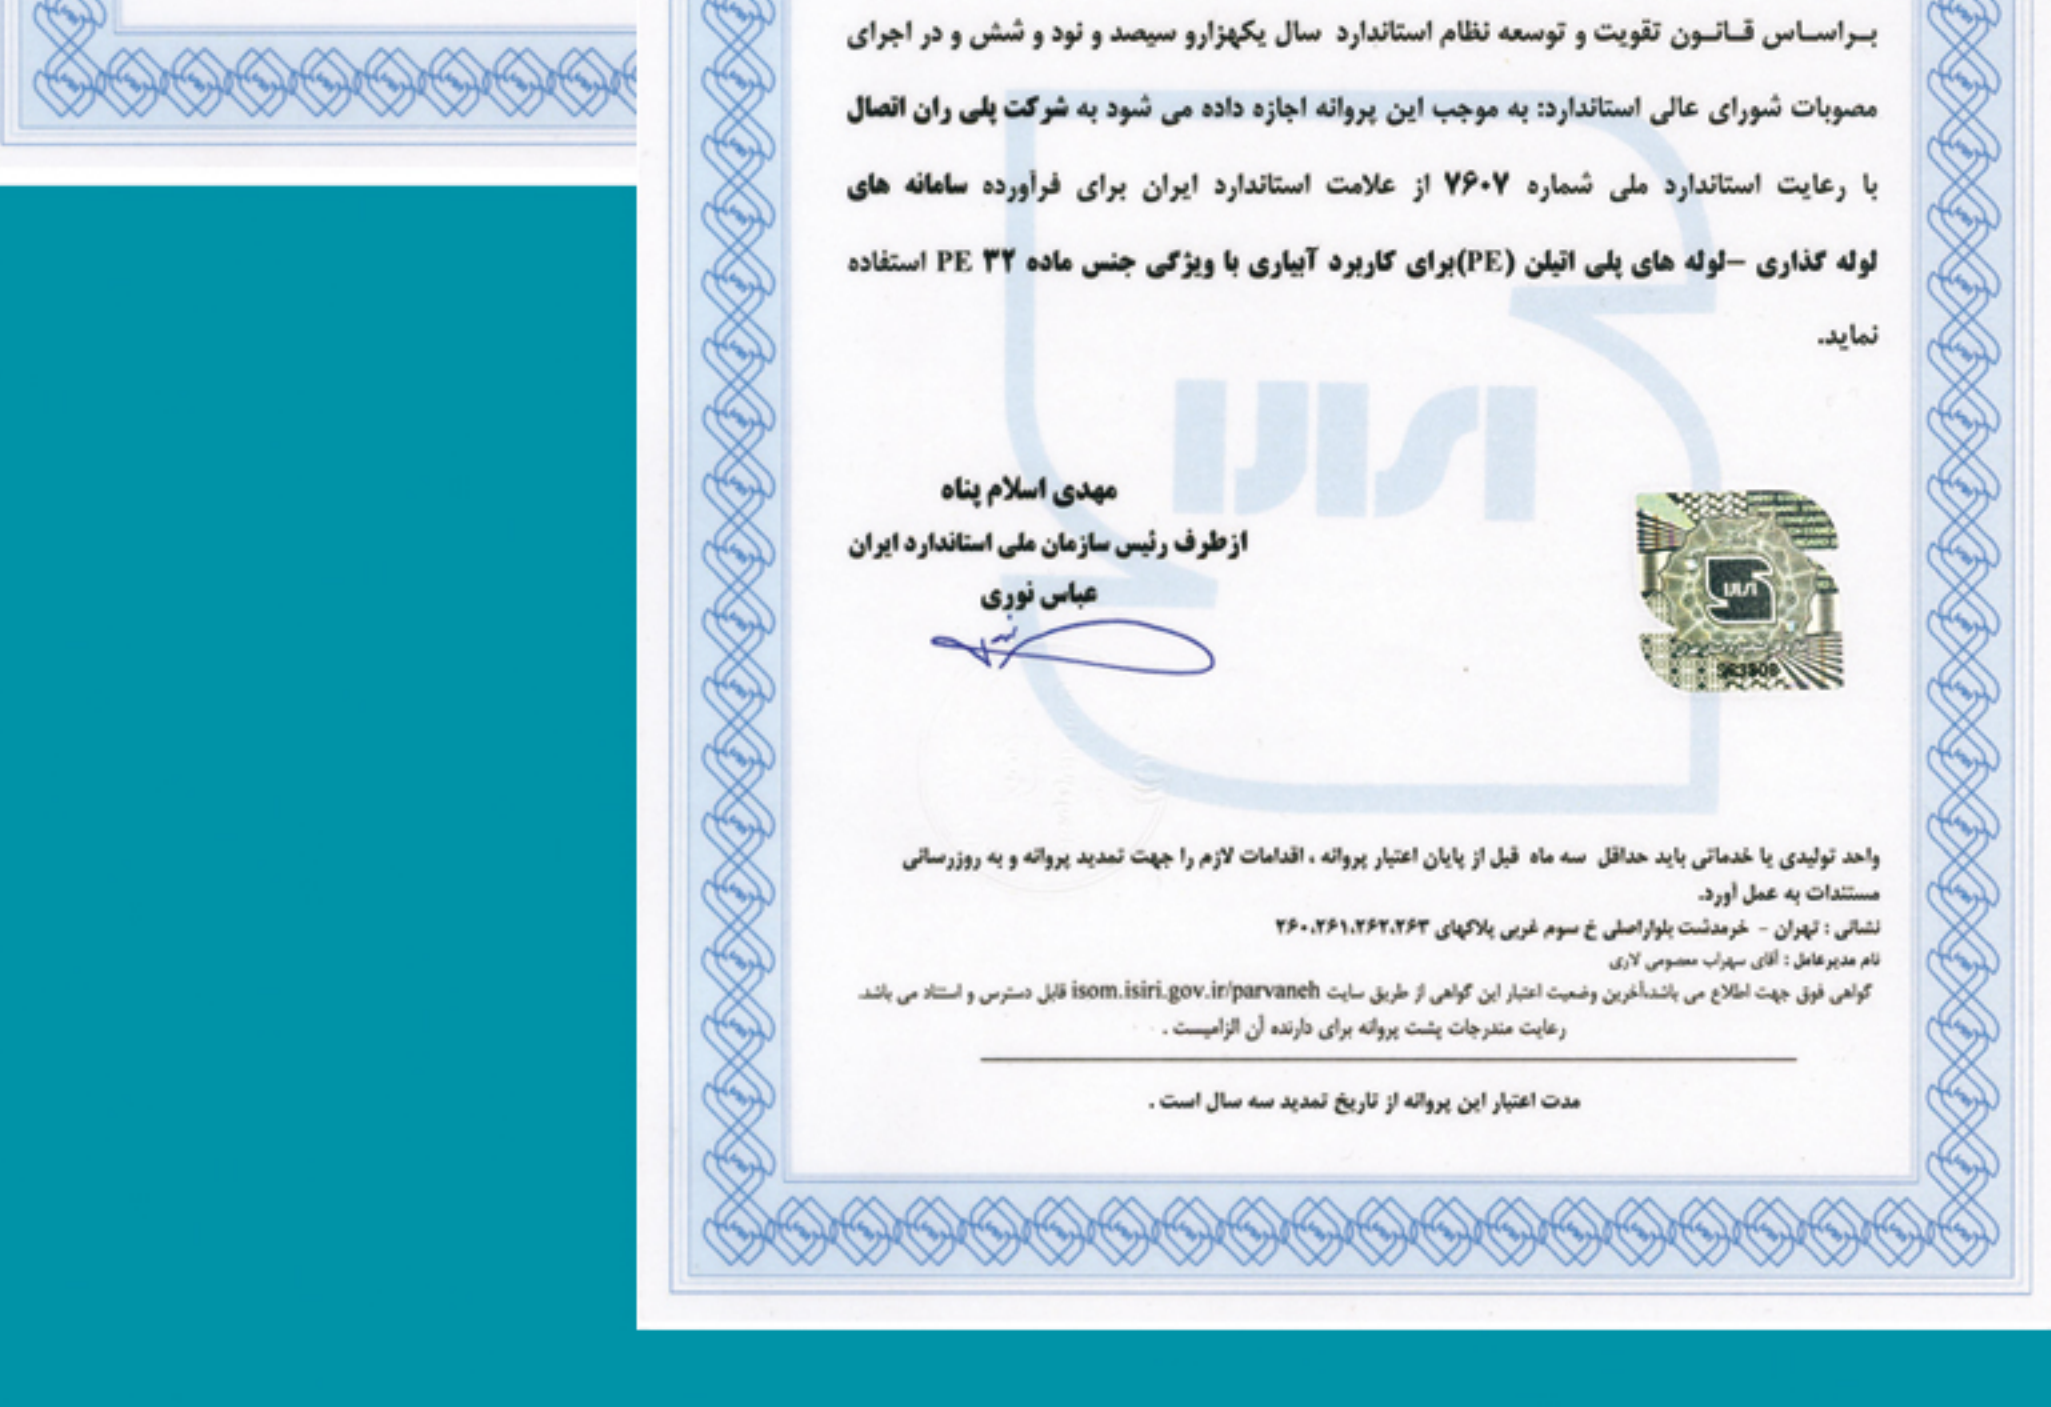 بـراسـاس قـانـون تقویت و توسعه نظام استاندارد سال یکهزارو سیصد و نود و شش و در اجرای
مصوبات شورای عالی استاندارد: به موجب این پروانه اجازه داده می شود به شرکت پلی ران اتصال
با رعایت استاندارد ملی شماره ۷۶۰۷ از علامت استاندارد ایران برای فرآورده سامانه های
لوله گذاری –لوله های پلی اتیلن (PE)برای کاربرد آبیاری با ویژگی جنس ماده PE ۳۲ استفاده
نماید.
مهدی اسلام پناه
ازطرف رئیس سازمان ملی استاندارد ایران
عباس نوری
واحد تولیدی یا خدماتی باید حداقل سه ماه قبل از پایان اعتبار پروانه ، اقدامات لازم را جهت تمدید پروانه و به روزرسانی
مستندات به عمل آورد.
نشانی : تهران - خرمدشت بلواراصلی خ سوم غربی پلاکهای ۲۶۰،۲۶۱،۲۶۲،۲۶۳
نام مدیرعامل : آقای سهراب معصومی لاری
گواهی فوق جهت اطلاع می باشد،آخرین وضعیت اعتبار این گواهی از طریق سایت isom.isiri.gov.ir/parvaneh قابل دسترس و استناد می باشد.
رعایت مندرجات پشت پروانه برای دارنده آن الزامیست .
مدت اعتبار این پروانه از تاریخ تمدید سه سال است .